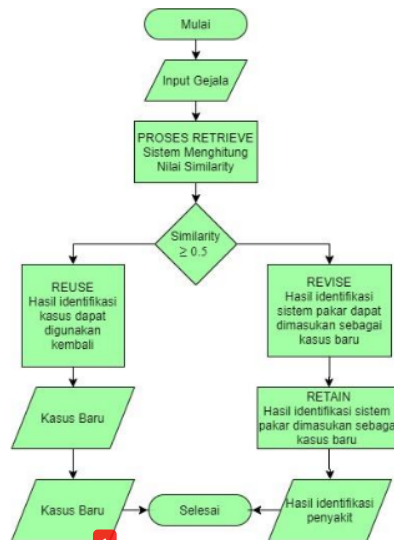 Mulai
Input Gejala
PROSES RETRIEVE
Sistem Menghitung
Nilai Similarity
Similarity
≥ 0.5
REUSE
Hasil identifikasi
kasus dapat
digunakan
kembali
REVISE
Hasil identifikasi
sistem pakar dapat
dimasukan sebagai
kasus baru
Kasus Baru
RETAIN
Hasil identifikasi sistem
pakar dimasukan sebaga
kasus baru
Kasus Baru
Selesai
Hasil identifikasi
penyakit